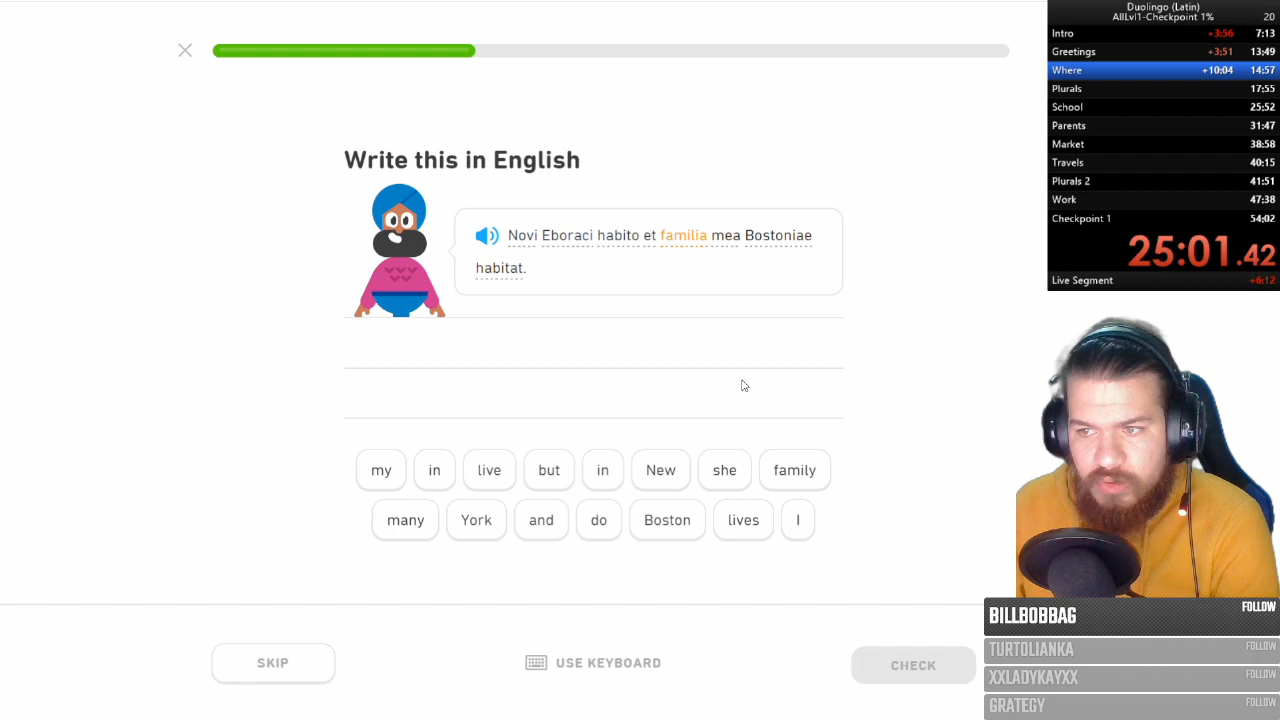 Write this in English
Novi Eboraci habito et familia mea Bostoniae
habitat.
my in live but in New she family
many York and do Boston lives I
SKIP
USE KEYBOARD
CHECK
Duolingo (Latin)
AllLvl1-Checkpoint 1% 20
Intro +3:56 7:13
Greetings +3:51 13:49
Where +10:04 14:57
Plurals 17:55
School 25:52
Parents 31:47
Market 38:58
Travels 40:15
Plurals 2 41:51
Work 47:38
Checkpoint 1 54:02
25:01.42
Live Segment +6:12
BILLBOBBAG FOLLOW
TURTOLIANKA FOLLOW
XXLADYKAYXX FOLLOW
GRATEGY FOLLOW